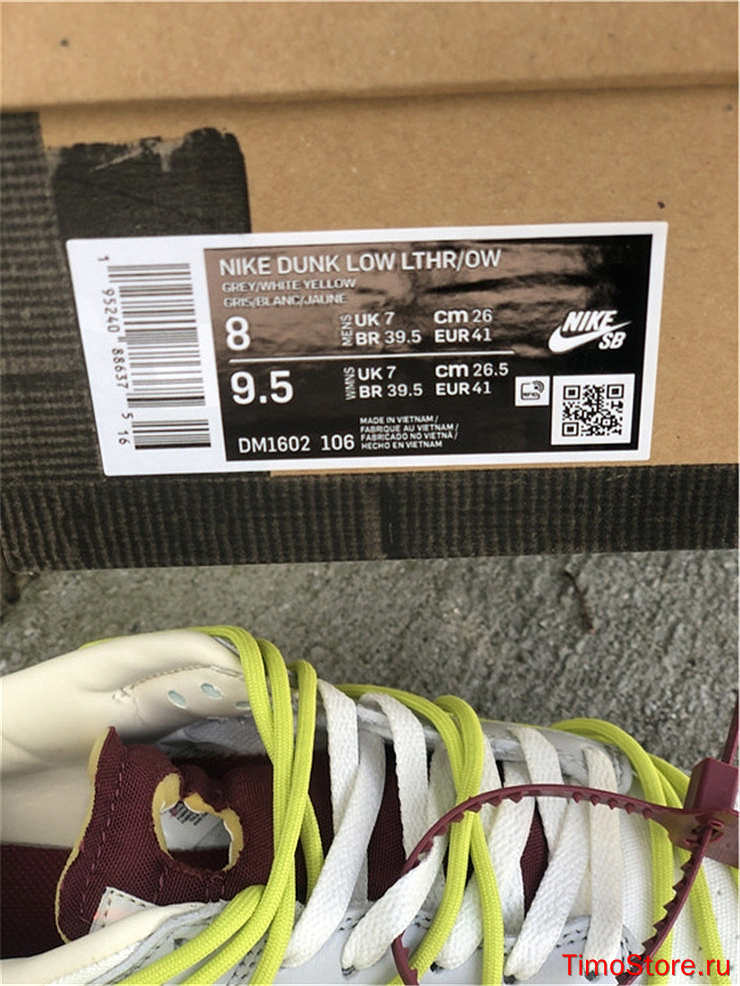 NIKE DUNK LOW LTHR/OW
GREY/WHITE YELLOW
GRIS/BLANC/JAUNE
8
MENS
UK 7 cm 26
BR 39.5 EUR 41
9.5
WMNS
UK 7 cm 26.5
BR 39.5 EUR 41
NIKE
SB
DM1602 106
MADE IN VIETNAM /
FABRIQUE AU VIETNAM /
FABRICADO NO VIETNÃ /
HECHO EN VIETNAM
1 95240 88637 5 16
TimoStore.ru